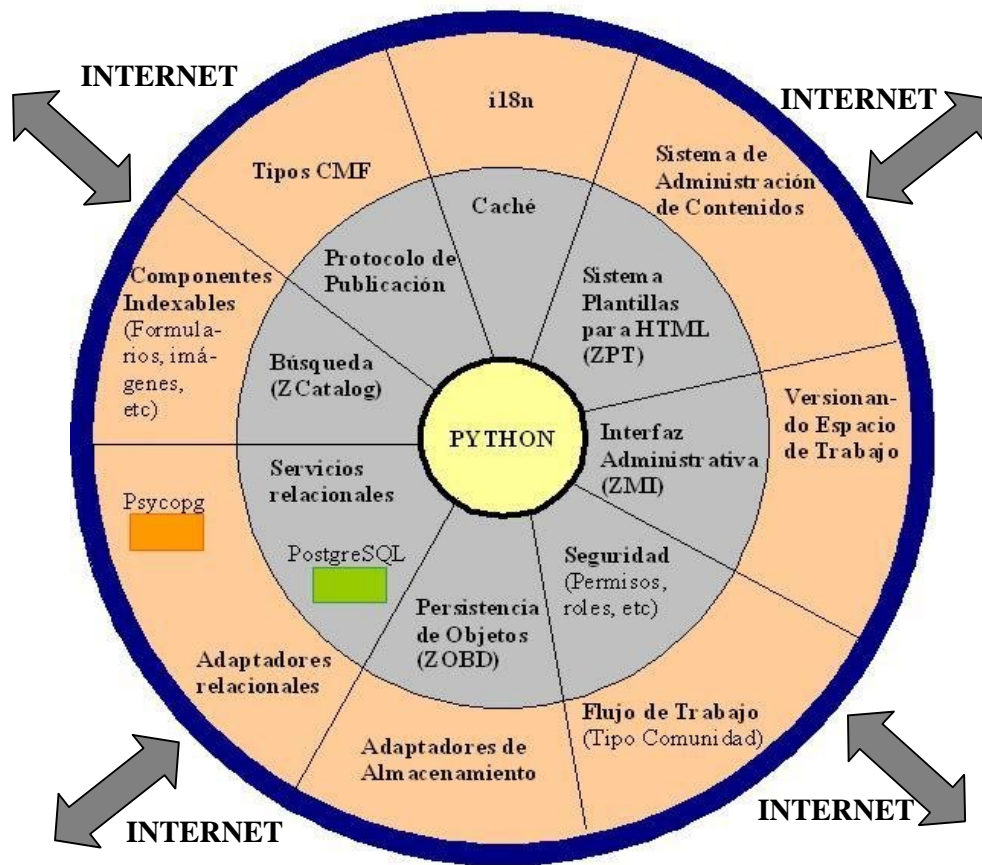 INTERNET
INTERNET
i18n
Tipos CMF
Sistema de
Administración
de Contenidos
Caché
Protocolo de
Publicación
Sistema
Plantillas
para HTML
(ZPT)
Componentes
Indexables
(Formula-
rios, imá-
genes,
etc)
Búsqueda
(ZCatalog)
PYTHON
Interfaz
Administrativa
(ZMI)
Versionan-
do Espacio
de Trabajo
Servicios
relacionales
Psycopg
PostgreSQL
Seguridad
(Permisos,
roles, etc)
Persistencia
de Objetos
(ZOBD)
Adaptadores
relacionales
Flujo de Trabajo
(Tipo Comunidad)
Adaptadores de
Almacenamiento
INTERNET
INTERNET